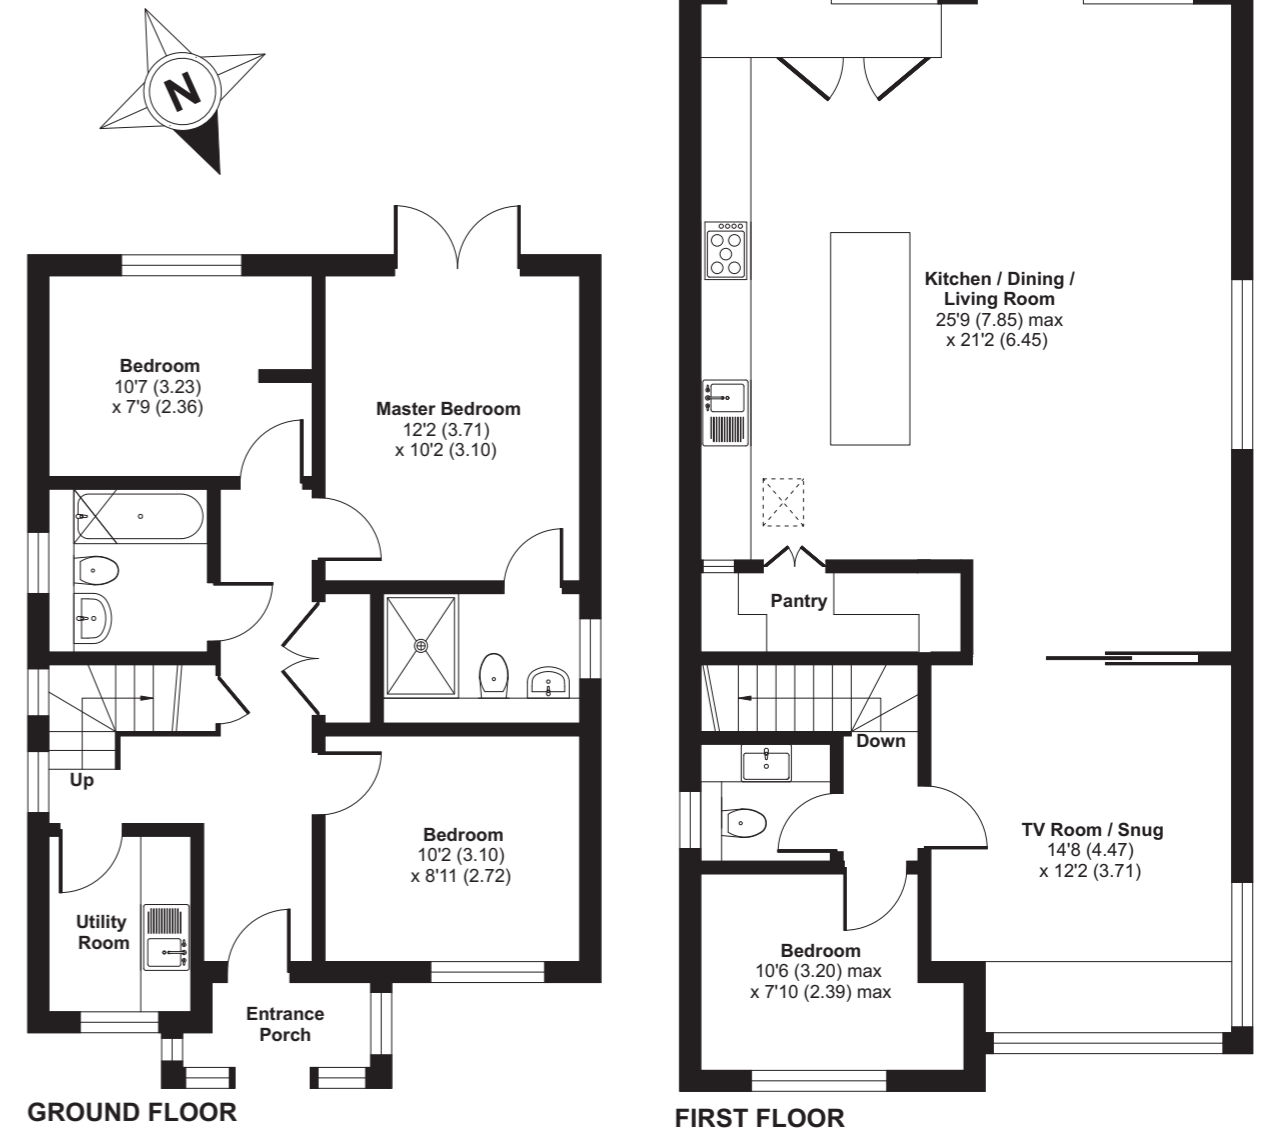 N
Bedroom
10'7 (3.23)
x 7'9 (2.36)
Master Bedroom
12'2 (3.71)
x 10'2 (3.10)
Up
Bedroom
10'2 (3.10)
x 8'11 (2.72)
Utility
Room
Entrance
Porch
GROUND FLOOR
Kitchen / Dining /
Living Room
25'9 (7.85) max
x 21'2 (6.45)
Pantry
Down
TV Room / Snug
14'8 (4.47)
x 12'2 (3.71)
Bedroom
10'6 (3.20) max
x 7'10 (2.39) max
FIRST FLOOR